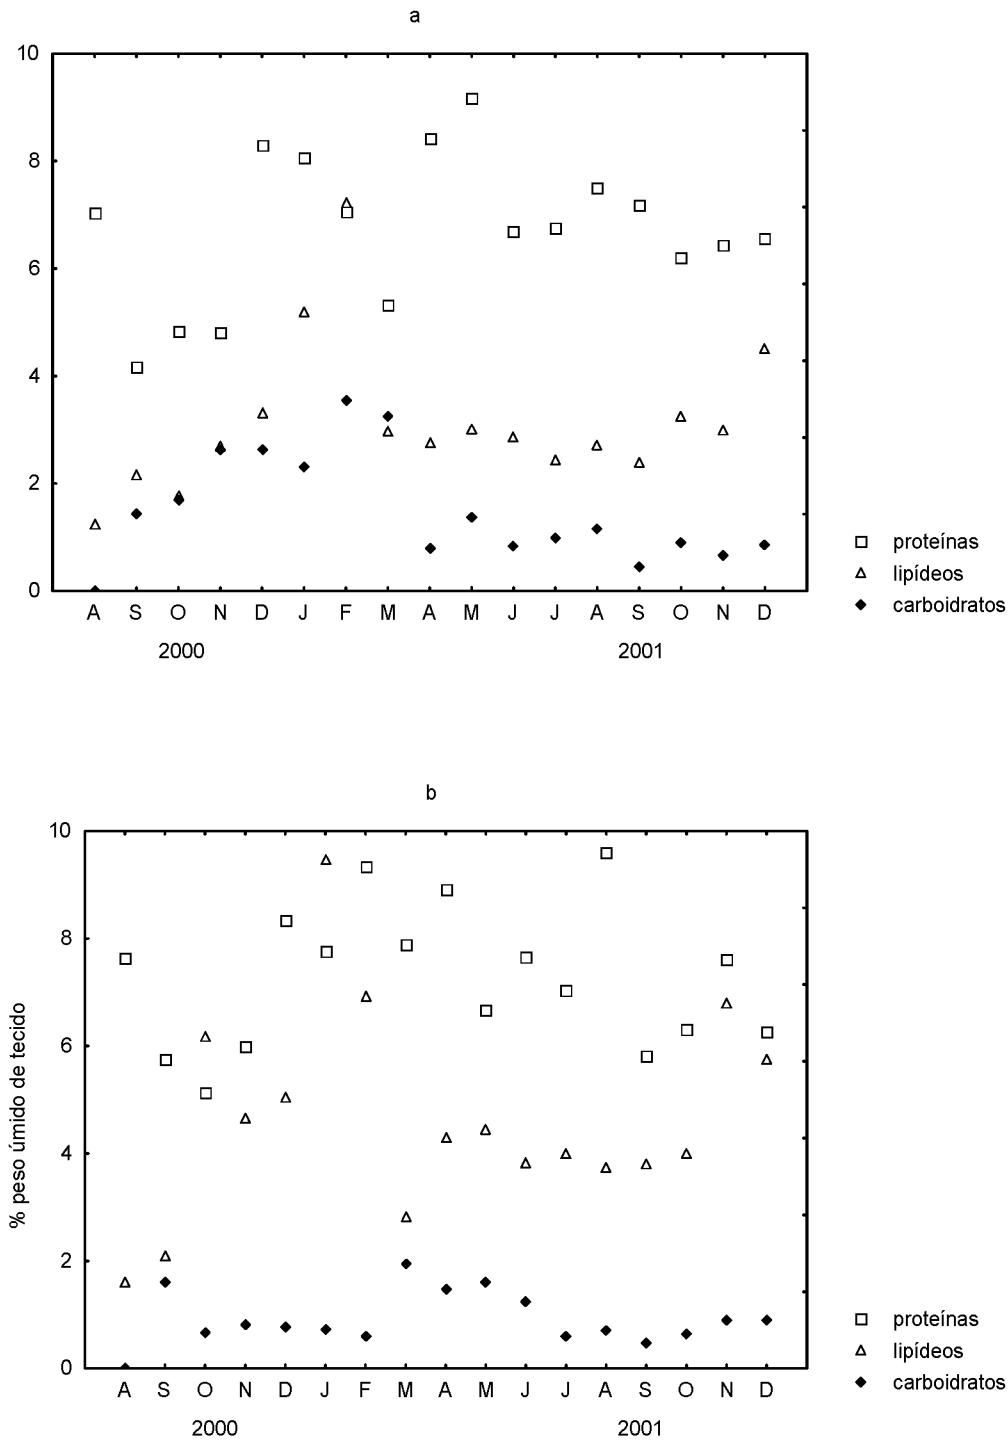 a
10
8
6
4
2
0
A S O N D J F M A M J J A S O N D
2000 2001
proteínas
lipídeos
carboidratos
b
% peso úmido de tecido
10
8
6
4
2
0
A S O N D J F M A M J J A S O N D
2000 2001
proteínas
lipídeos
carboidratos